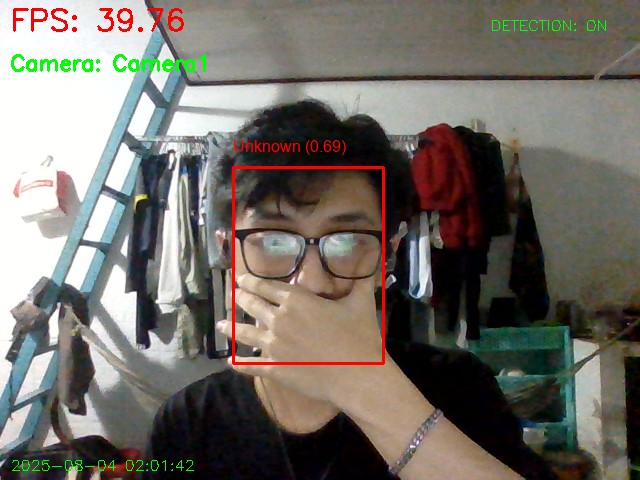 FPS: 39.76
DETECTION: ON
Camera: Camera1
Unknown (0.69)
2025-08-04 02:01:42